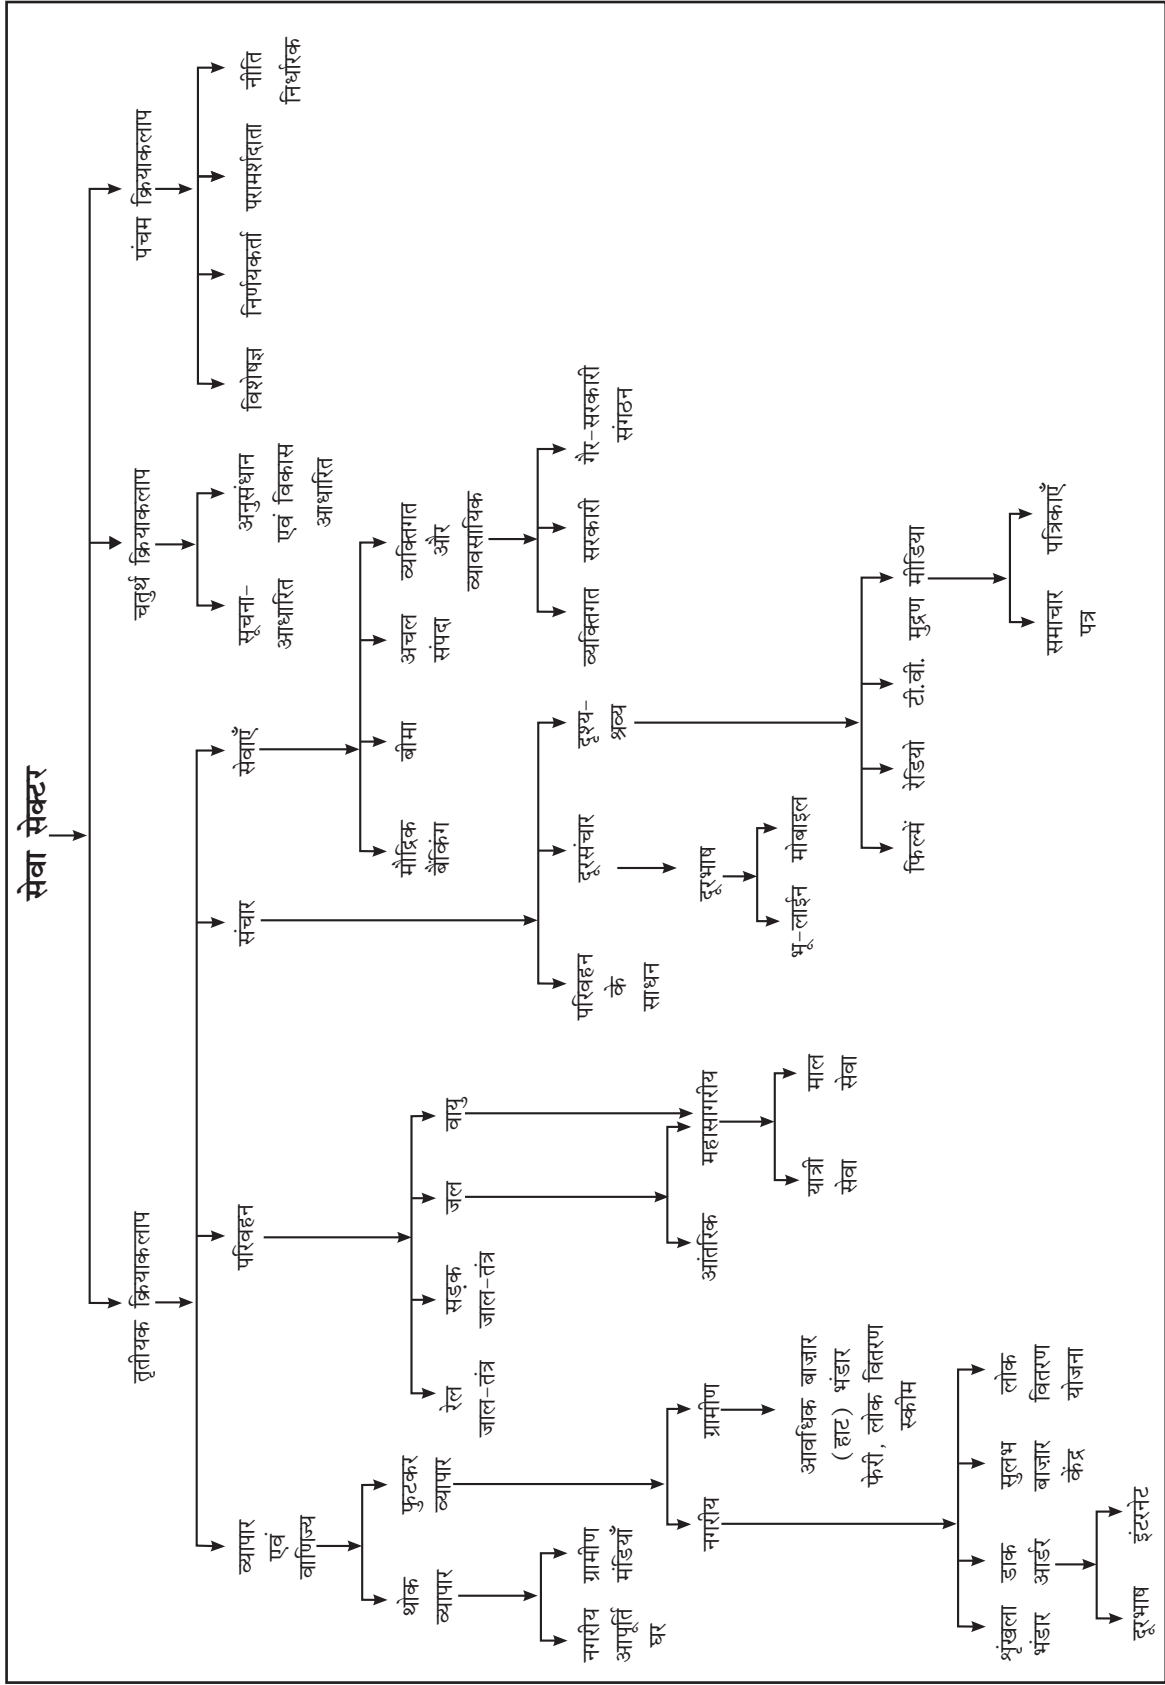 सेवा सेक्टर
तृतीयक क्रियाकलाप
चतुर्थ क्रियाकलाप
पंचम क्रियाकलाप
व्यापार
एवं
वाणिज्य
परिवहन
संचार
सेवाएँ
सूचना-
आधारित
अनुसंधान
एवं विकास
आधारित
विशेषज्ञ
निर्णयकर्ता
परामर्शदाता
नीति
निर्धारक
थोक
व्यापार
फुटकर
व्यापार
रेल
जाल-तंत्र
सड़क
जाल-तंत्र
जल
वायु
मौद्रिक
बैंकिंग
बीमा
अचल
संपदा
व्यक्तिगत
और
व्यावसायिक
नगरीय
आपूर्ति
घर
ग्रामीण
मंडियाँ
परिवहन
के
साधन
दूरसंचार
दृश्य-
श्रव्य
व्यक्तिगत
सरकारी
गैर-सरकारी
संगठन
नगरीय
ग्रामीण
आंतरिक
महासागरीय
दूरभाष
आवधिक बाज़ार
(हाट) भंडार
फेरी, लोक वितरण
स्कीम
यात्री
सेवा
माल
सेवा
भू-लाईन
मोबाइल
फिल्में
रेडियो
टी.वी.
मुद्रण मीडिया
शृंखला
भंडार
डाक
आर्डर
सुलभ
बाज़ार
केंद्र
लोक
वितरण
योजना
समाचार
पत्र
पत्रिकाएँ
दूरभाष
इंटरनेट